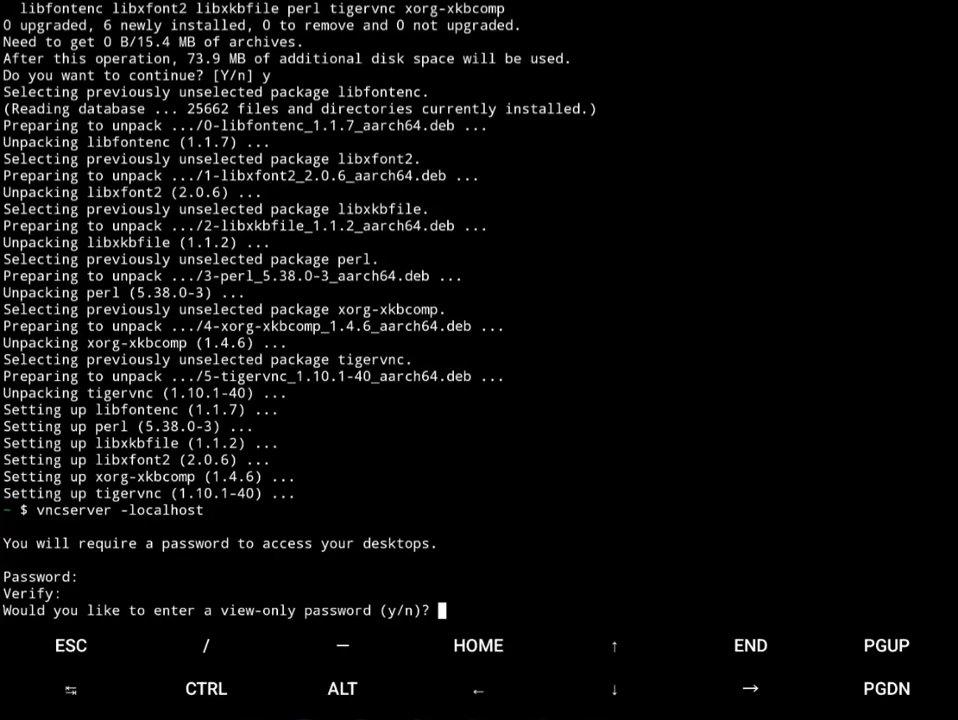 libfontenc libxfont2 libxkbfile perl tigervnc xorg-xkbcomp
0 upgraded, 6 newly installed, 0 to remove and 0 not upgraded.
Need to get 0 B/15.4 MB of archives.
After this operation, 73.9 MB of additional disk space will be used.
Do you want to continue? [Y/n] y
Selecting previously unselected package libfontenc.
(Reading database ... 25662 files and directories currently installed.)
Preparing to unpack .../0-libfontenc_1.1.7_aarch64.deb ...
Unpacking libfontenc (1.1.7) ...
Selecting previously unselected package libxfont2.
Preparing to unpack .../1-libxfont2_2.0.6_aarch64.deb ...
Unpacking libxfont2 (2.0.6) ...
Selecting previously unselected package libxkbfile.
Preparing to unpack .../2-libxkbfile_1.1.2_aarch64.deb ...
Unpacking libxkbfile (1.1.2) ...
Selecting previously unselected package perl.
Preparing to unpack .../3-perl_5.38.0-3_aarch64.deb ...
Unpacking perl (5.38.0-3) ...
Selecting previously unselected package xorg-xkbcomp.
Preparing to unpack .../4-xorg-xkbcomp_1.4.6_aarch64.deb ...
Unpacking xorg-xkbcomp (1.4.6) ...
Selecting previously unselected package tigervnc.
Preparing to unpack .../5-tigervnc_1.10.1-40_aarch64.deb ...
Unpacking tigervnc (1.10.1-40) ...
Setting up libfontenc (1.1.7) ...
Setting up perl (5.38.0-3) ...
Setting up libxkbfile (1.1.2) ...
Setting up libxfont2 (2.0.6) ...
Setting up xorg-xkbcomp (1.4.6) ...
Setting up tigervnc (1.10.1-40) ...
~ $ vncserver -localhost
You will require a password to access your desktops.
Password:
Verify:
Would you like to enter a view-only password (y/n)?
ESC / — HOME ↑ END PGUP
↹ CTRL ALT ← ↓ → PGDN